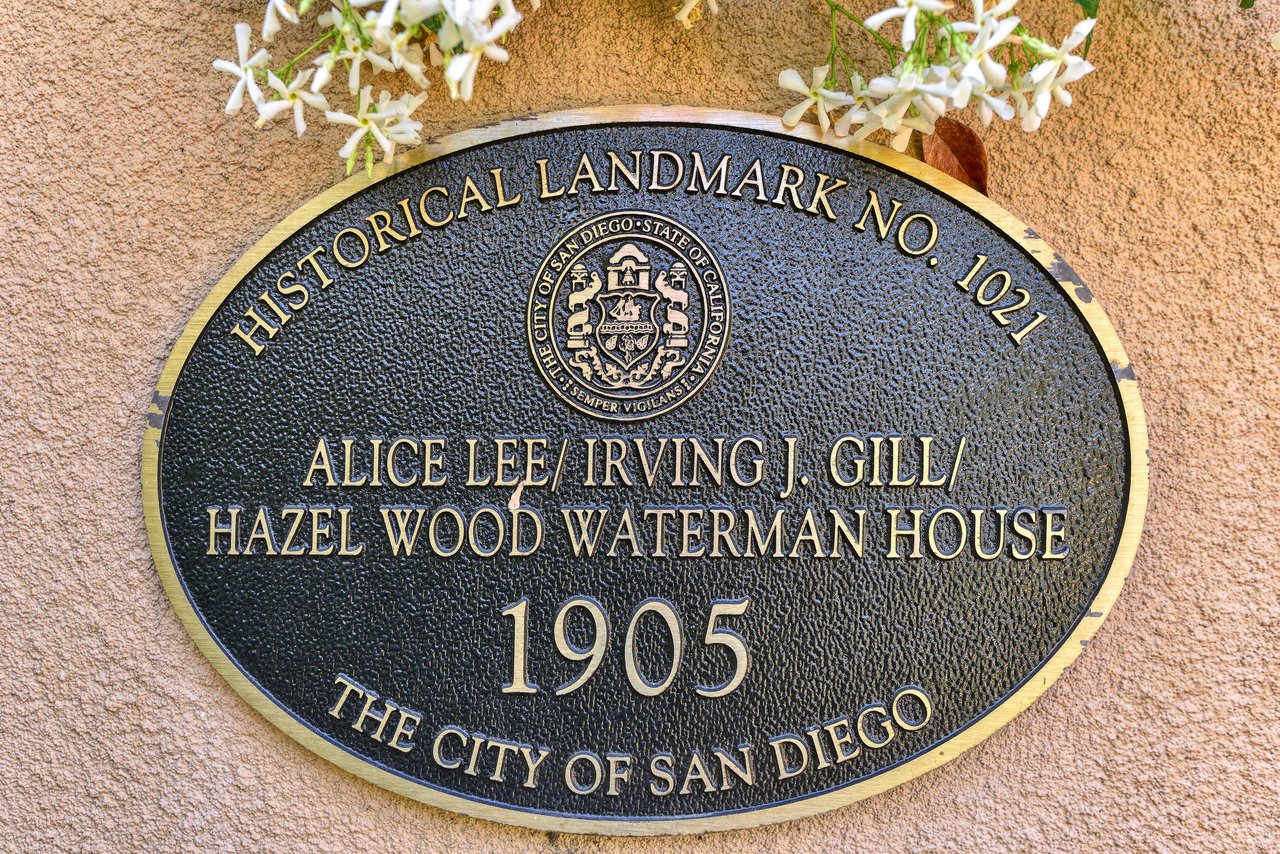 HISTORICAL LANDMARK NO. 1021
THE CITY OF SAN DIEGO • STATE OF CALIFORNIA
SEMPER VIGILANS
ALICE LEE/ IRVING J. GILL/
HAZEL WOOD WATERMAN HOUSE
1905
THE CITY OF SAN DIEGO